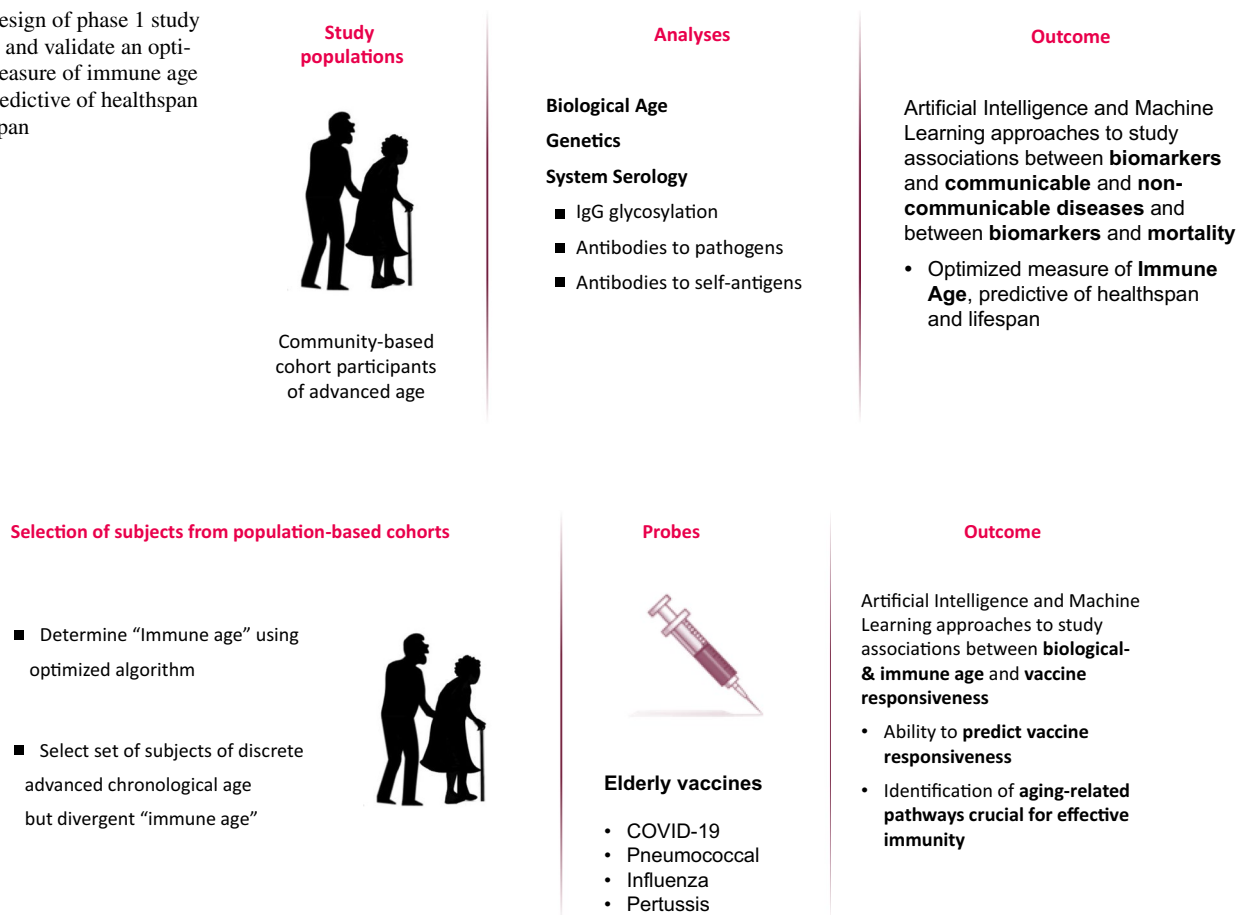 esign of phase 1 study
and validate an opti-
easure of immune age
edictive of healthspan
pan
Study
populations
Community-based
cohort participants
of advanced age
Analyses
Biological Age
Genetics
System Serology
■ IgG glycosylation
■ Antibodies to pathogens
■ Antibodies to self-antigens
Outcome
Artificial Intelligence and Machine
Learning approaches to study
associations between biomarkers
and communicable and non-
communicable diseases and
between biomarkers and mortality
• Optimized measure of Immune
Age, predictive of healthspan
and lifespan
Selection of subjects from population-based cohorts
■ Determine “Immune age” using
optimized algorithm
■ Select set of subjects of discrete
advanced chronological age
but divergent “immune age”
Probes
Elderly vaccines
• COVID-19
• Pneumococcal
• Influenza
• Pertussis
Outcome
Artificial Intelligence and Machine
Learning approaches to study
associations between biological-
& immune age and vaccine
responsiveness
• Ability to predict vaccine
responsiveness
• Identification of aging-related
pathways crucial for effective
immunity